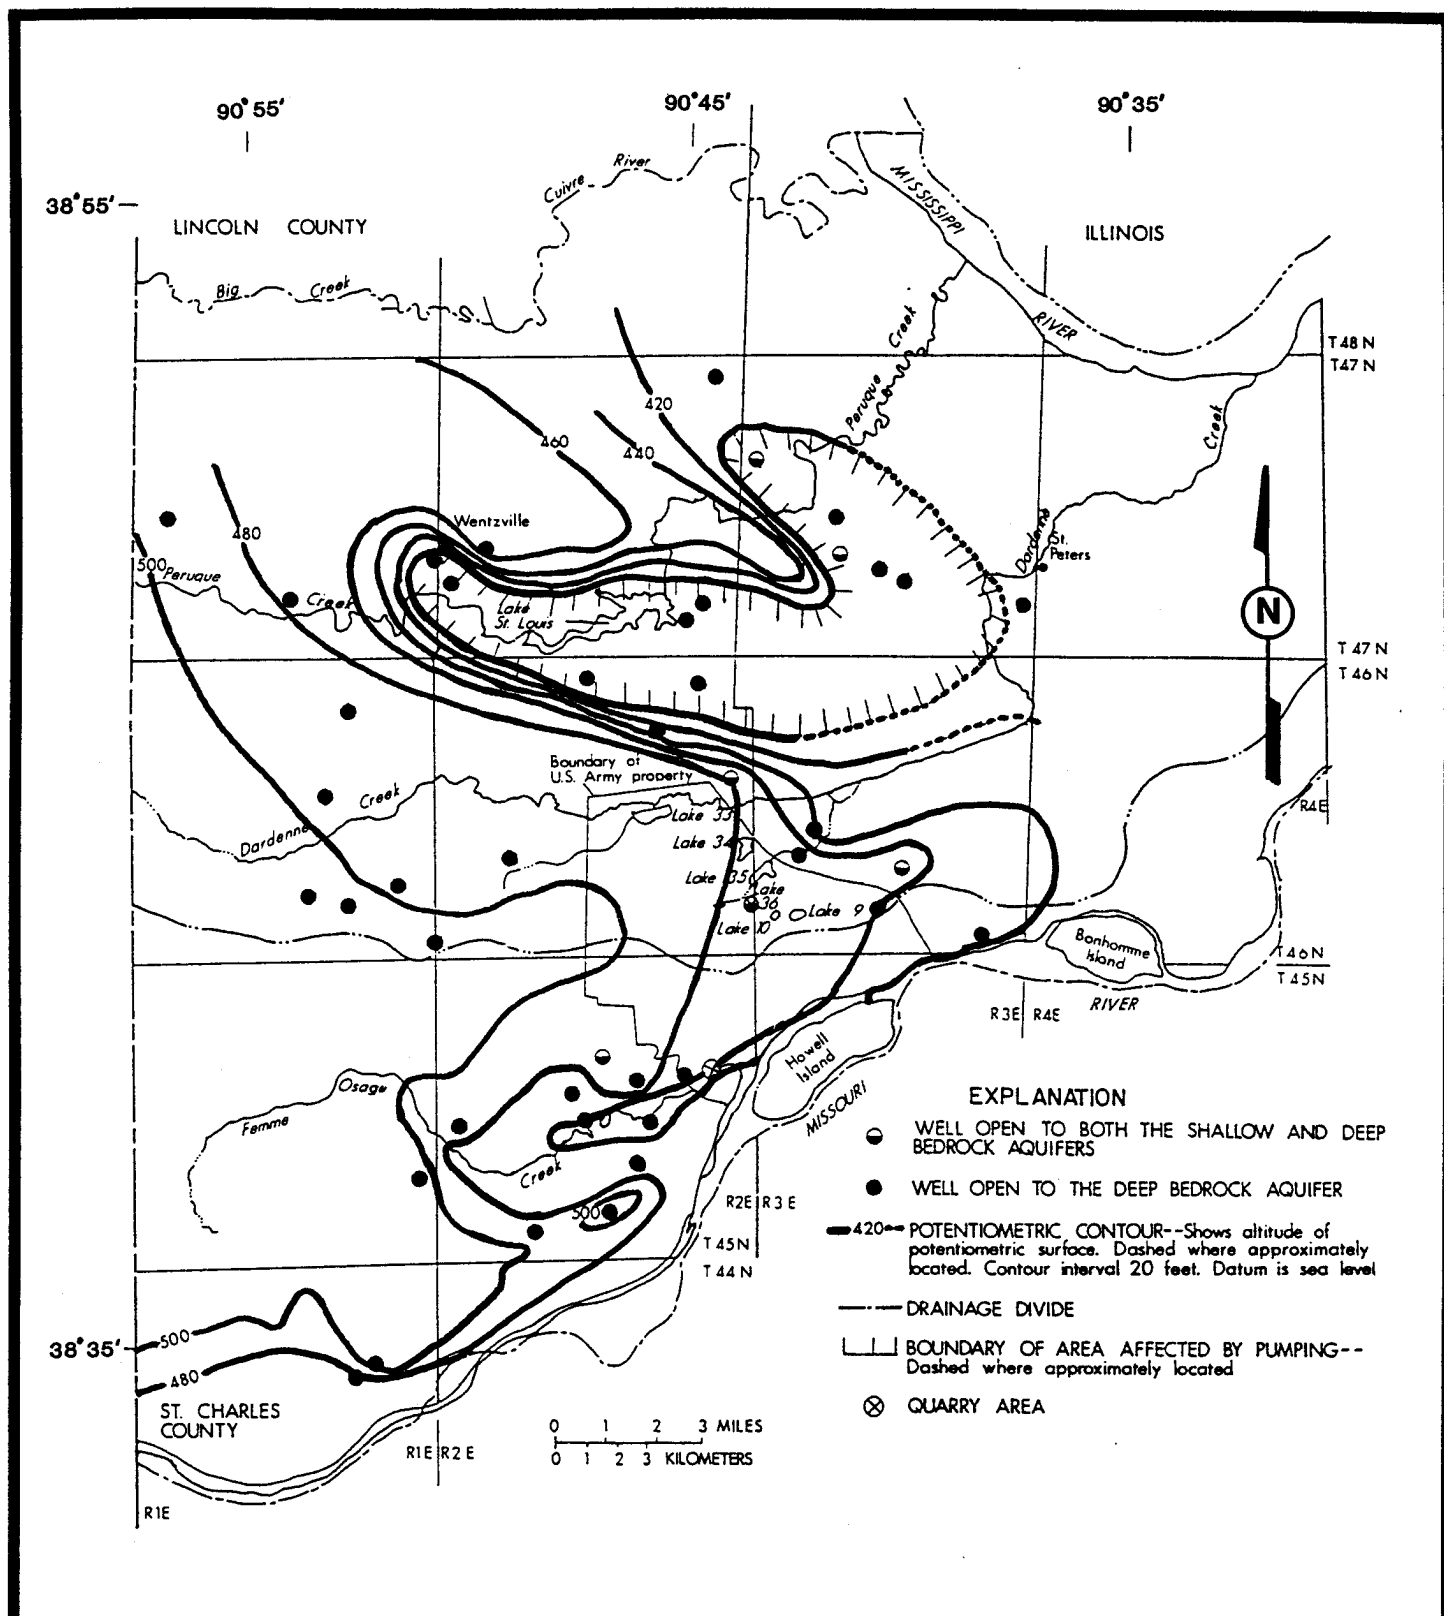 90°55'
90°45'
90°35'
38°55'
LINCOLN COUNTY
Cuivre River
MISSISSIPPI
RIVER
ILLINOIS
Big Creek
Peruque Creek
T48N
T47N
420
460
440
Creek
480
Wentzville
Dardenne
St.
Peters
500
Peruque
Creek
Lake
St. Louis
N
T 47 N
T 46 N
Boundary of
U.S. Army property
R4E
Dardenne Creek
Lake 33
Lake 34
Lake 35
Lake
36
Lake 9
Lake 10
Bonhomme
Island
T46N
T45N
RIVER
R3E R4E
Howell
Island
MISSOURI
Osage
Femme
Creek
EXPLANATION
WELL OPEN TO BOTH THE SHALLOW AND DEEP
BEDROCK AQUIFERS
WELL OPEN TO THE DEEP BEDROCK AQUIFER
R2E R3E
500
420 POTENTIOMETRIC CONTOUR--Shows altitude of
potentiometric surface. Dashed where approximately
located. Contour interval 20 feet. Datum is sea level
T45N
T44N
DRAINAGE DIVIDE
500
38°35'
BOUNDARY OF AREA AFFECTED BY PUMPING--
Dashed where approximately located
480
QUARRY AREA
ST. CHARLES
COUNTY
0 1 2 3 MILES
0 1 2 3 KILOMETERS
R1E R2E
R1E